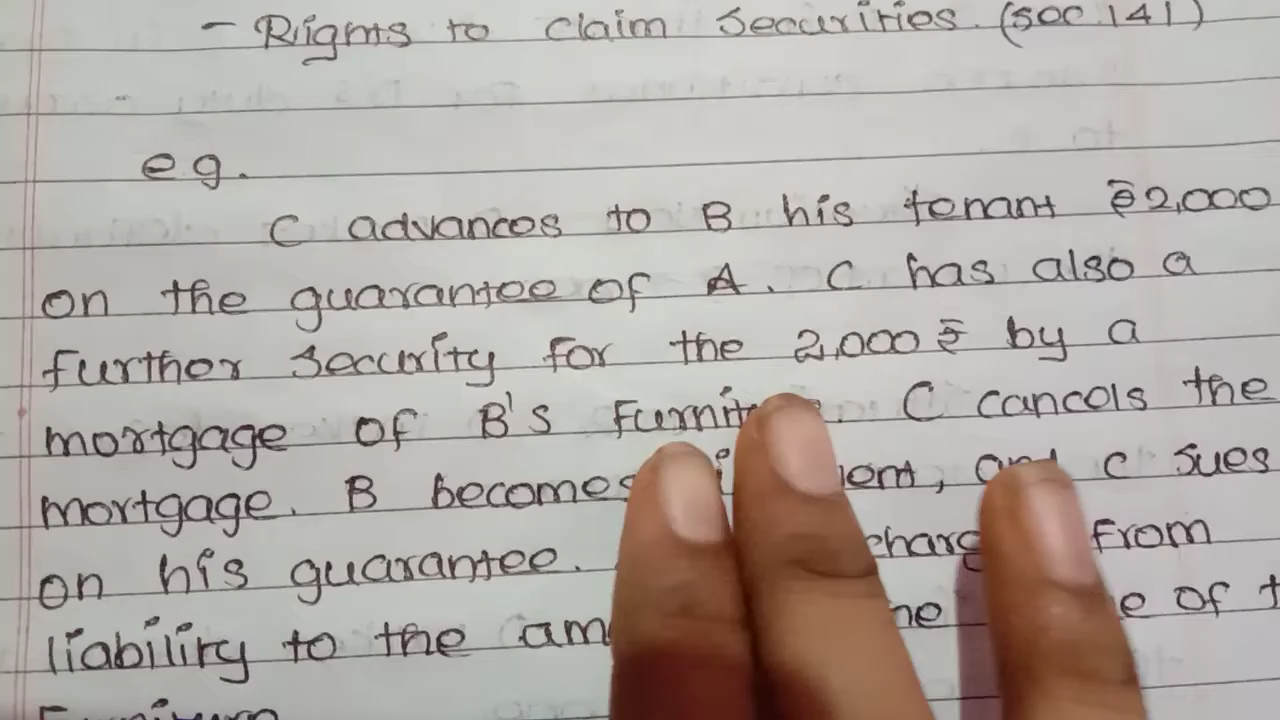 - Rights to claim Securities. (Sec. 141)
eg.
C advances to B his tenant ₹2,000
on the guarantee of A. C has also a
further Security for the 2,000 ₹ by a
mortgage of B's C cancels the
mortgage. B becomes and C sues
on his guarantee. from
liability to the of